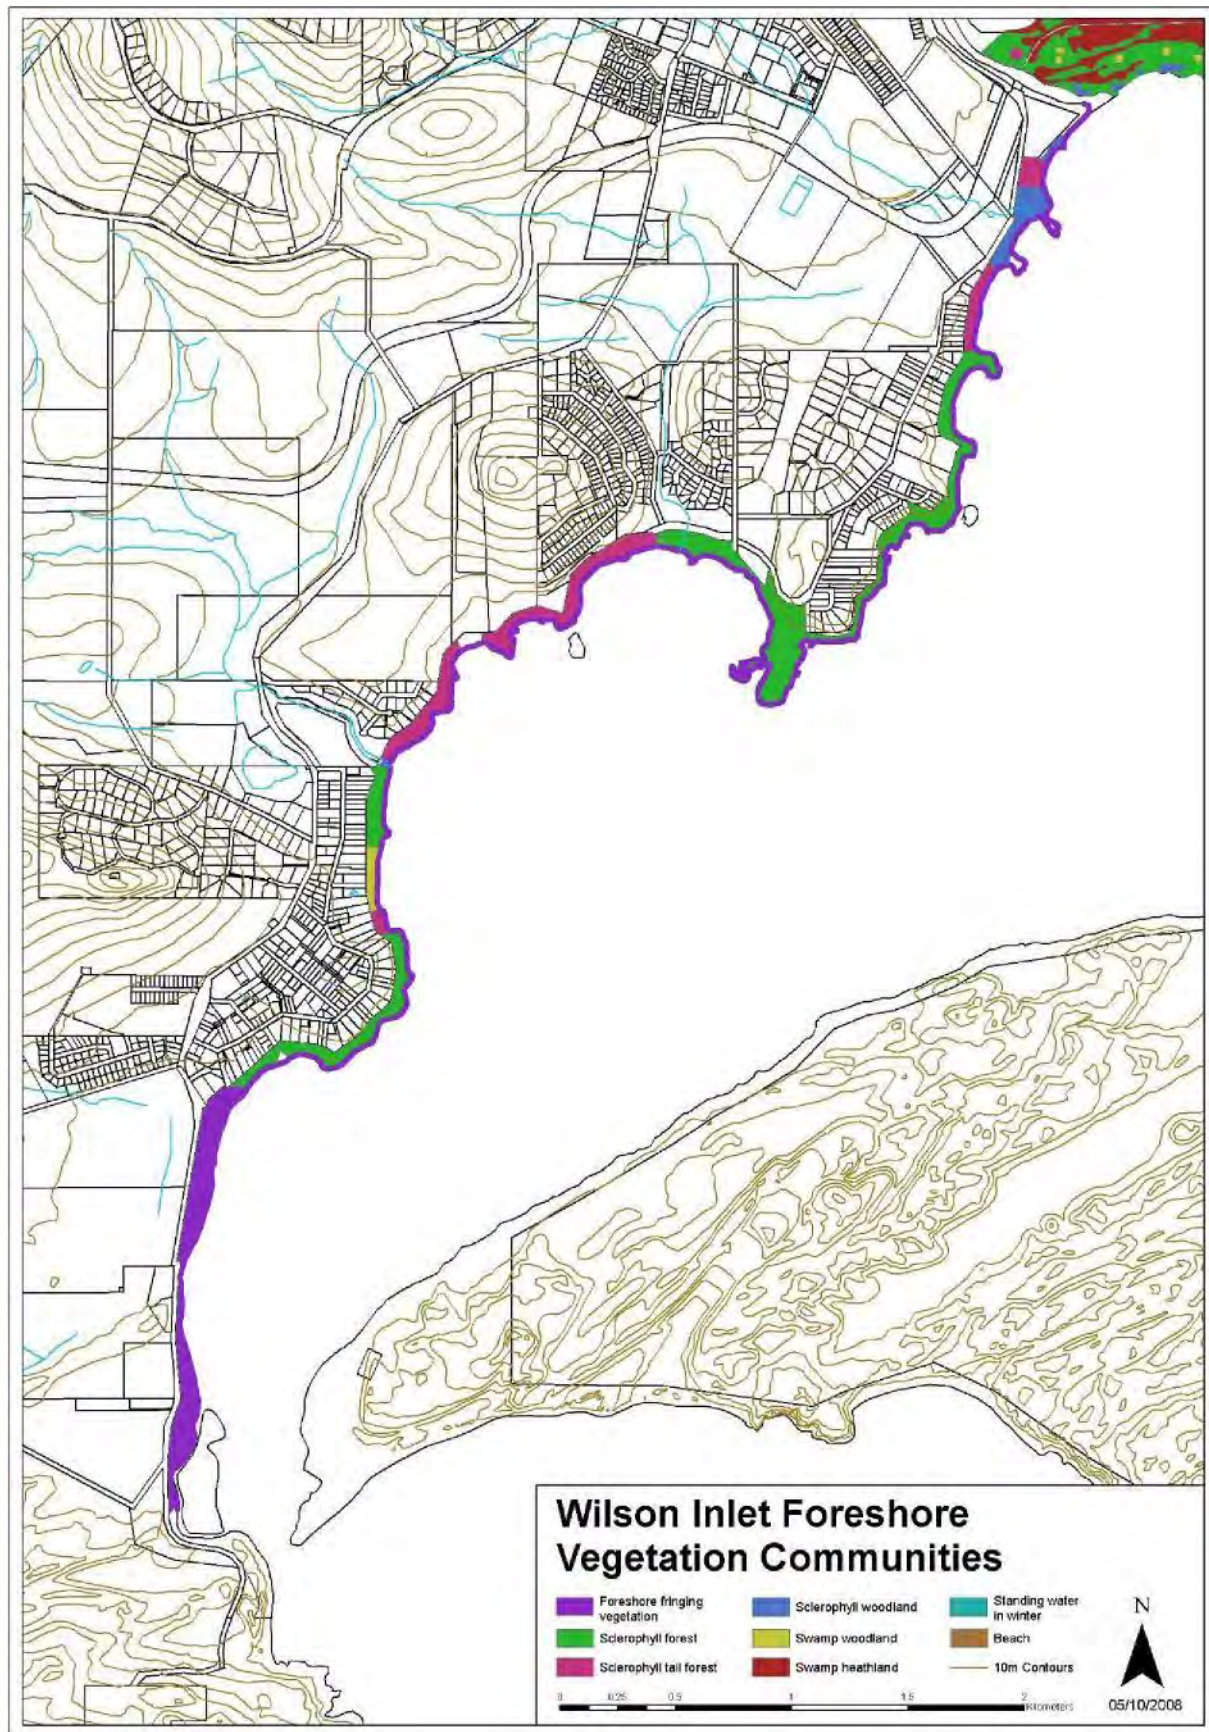 Wilson Inlet Foreshore
Vegetation Communities
Foreshore fringing
vegetation
Sclerophyll forest
Sclerophyll tall forest
Sclerophyll woodland
Swamp woodland
Swamp heathland
Standing water
in winter
Beach
10m Contours
N
05/10/2008
0 0.25 0.5 1 1.5 2
Kilometers